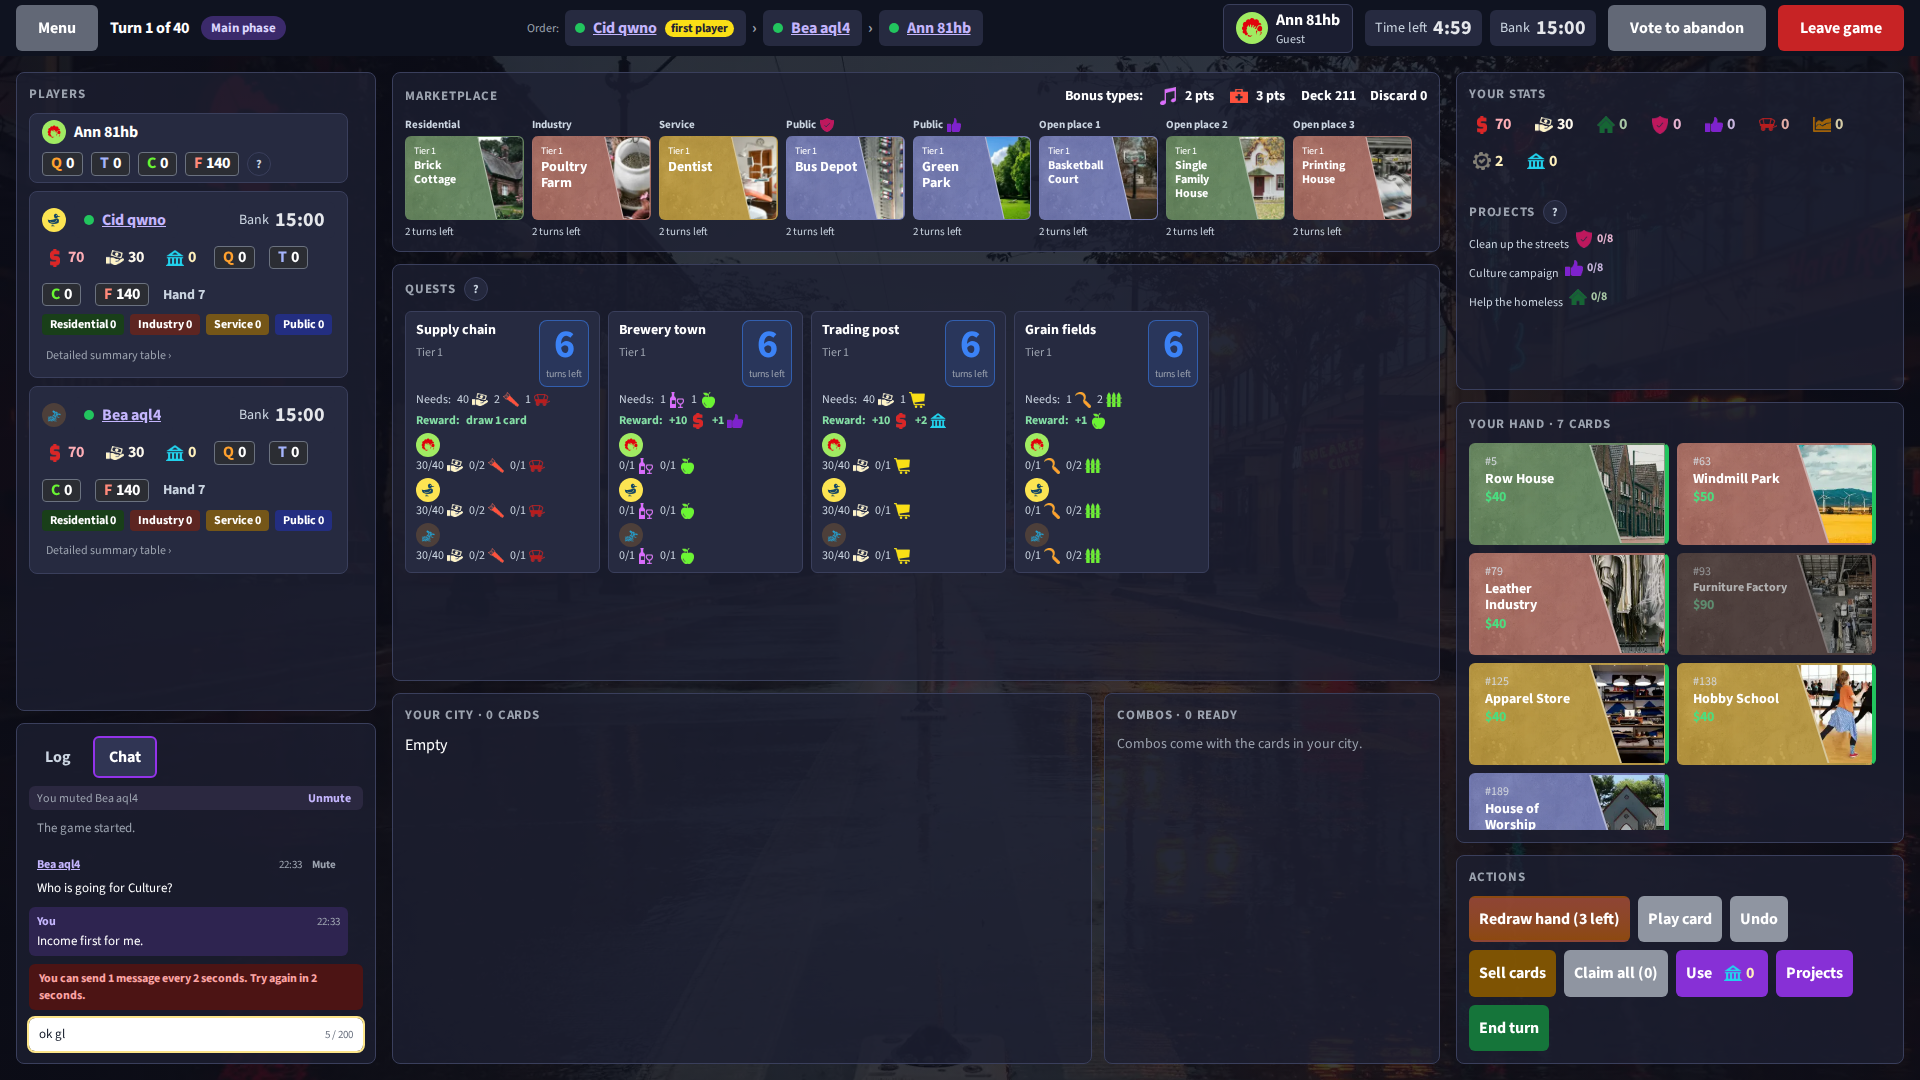 Menu
Turn 1 of 40
Main phase
Order:
Cid qwno first player › Bea aql4 › Ann 81hb
Ann 81hb
Guest
Time left 4:59
Bank 15:00
Vote to abandon
Leave game
PLAYERS
Ann 81hb
Q 0 T 0 C 0 F 140 ?
Cid qwno Bank 15:00
70 30 0 Q 0 T 0
C 0 F 140 Hand 7
Residential 0 Industry 0 Service 0 Public 0
Detailed summary table ›
Bea aql4 Bank 15:00
70 30 0 Q 0 T 0
C 0 F 140 Hand 7
Residential 0 Industry 0 Service 0 Public 0
Detailed summary table ›
Log
Chat
You muted Bea aql4 Unmute
The game started.
Bea aql4 22:33 Mute
Who is going for Culture?
You 22:33
Income first for me.
You can send 1 message every 2 seconds. Try again in 2
seconds.
ok gl 5 / 200
MARKETPLACE
Bonus types: 2 pts 3 pts Deck 211 Discard 0
Residential
Tier 1
Brick
Cottage
2 turns left
Industry
Tier 1
Poultry
Farm
2 turns left
Service
Tier 1
Dentist
2 turns left
Public
Tier 1
Bus Depot
2 turns left
Public
Tier 1
Green
Park
2 turns left
Open place 1
Tier 1
Basketball
Court
2 turns left
Open place 2
Tier 1
Single
Family
House
2 turns left
Open place 3
Tier 1
Printing
House
2 turns left
QUESTS ?
Supply chain
Tier 1
6
turns left
Needs: 40 2 1
Reward: draw 1 card
30/40 0/2 0/1
30/40 0/2 0/1
30/40 0/2 0/1
Brewery town
Tier 1
6
turns left
Needs: 1 1
Reward: +10 +1
0/1 0/1
0/1 0/1
0/1 0/1
Trading post
Tier 1
6
turns left
Needs: 40 1
Reward: +10 +2
30/40 0/1
30/40 0/1
30/40 0/1
Grain fields
Tier 1
6
turns left
Needs: 1 2
Reward: +1
0/1 0/2
0/1 0/2
0/1 0/2
YOUR CITY · 0 CARDS
Empty
COMBOS · 0 READY
Combos come with the cards in your city.
YOUR STATS
70 30 0 0 0 0 0
2 0
PROJECTS ?
Clean up the streets 0/8
Culture campaign 0/8
Help the homeless 0/8
YOUR HAND · 7 CARDS
#5
Row House
$40
#63
Windmill Park
$50
#79
Leather
Industry
$40
#93
Furniture Factory
$90
#125
Apparel Store
$40
#138
Hobby School
$40
#189
House of
Worship
ACTIONS
Redraw hand (3 left)
Play card
Undo
Sell cards
Claim all (0)
Use 0
Projects
End turn